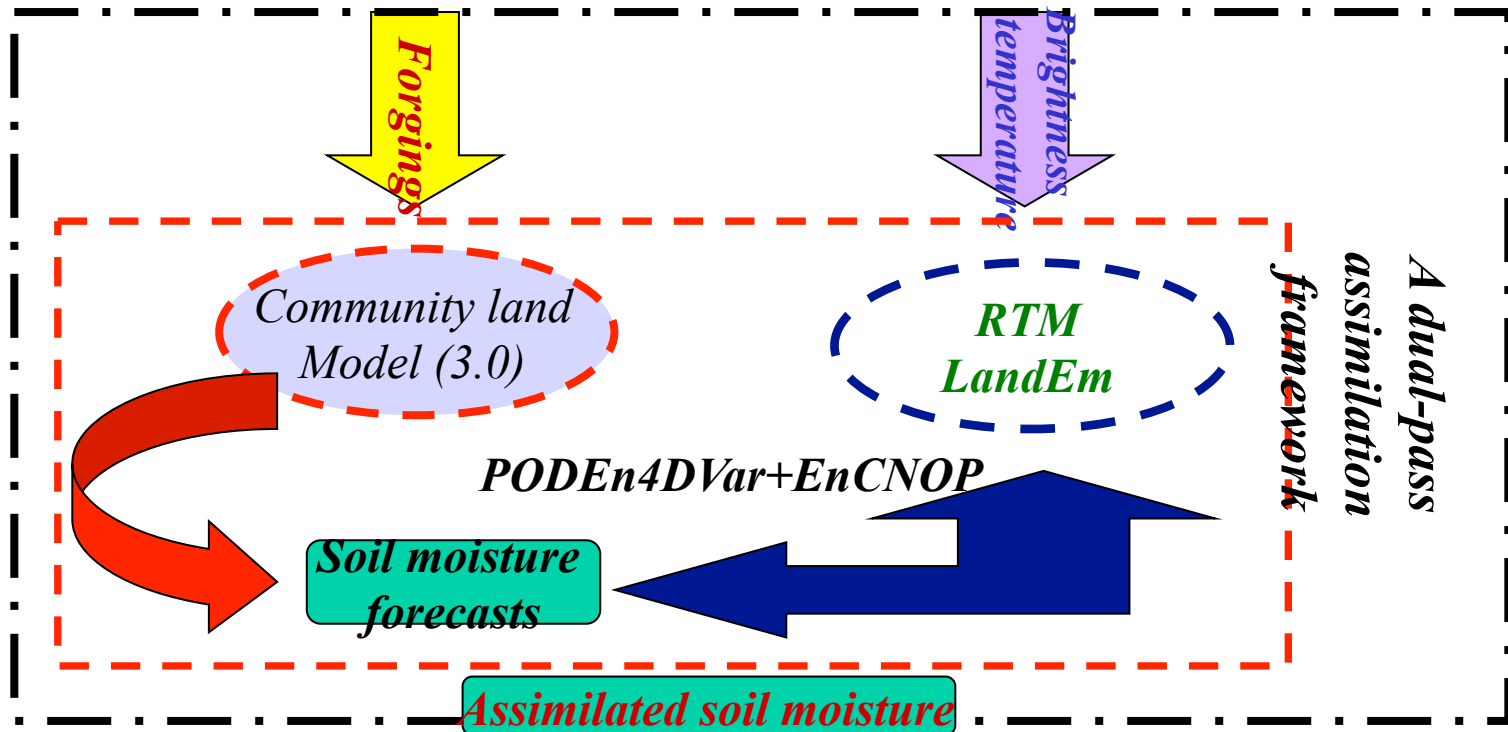 Forgings
Brightness
temperature
Community land
Model (3.0)
RTM
LandEm
A dual-pass
assimilation
framework
PODEn4DVar+EnCNOP
Soil moisture
forecasts
Assimilated soil moisture